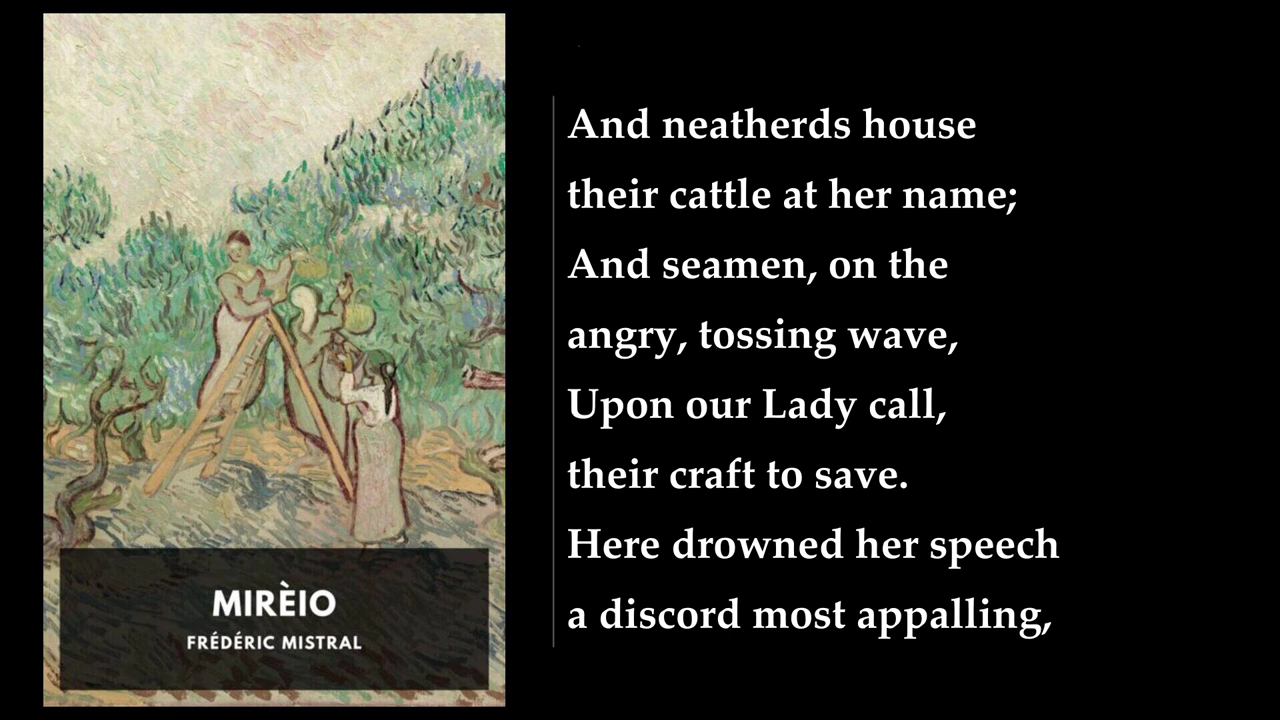 MIRÈIO
FRÉDÉRIC MISTRAL
And neatherds house
their cattle at her name;
And seamen, on the
angry, tossing wave,
Upon our Lady call,
their craft to save.
Here drowned her speech
a discord most appalling,